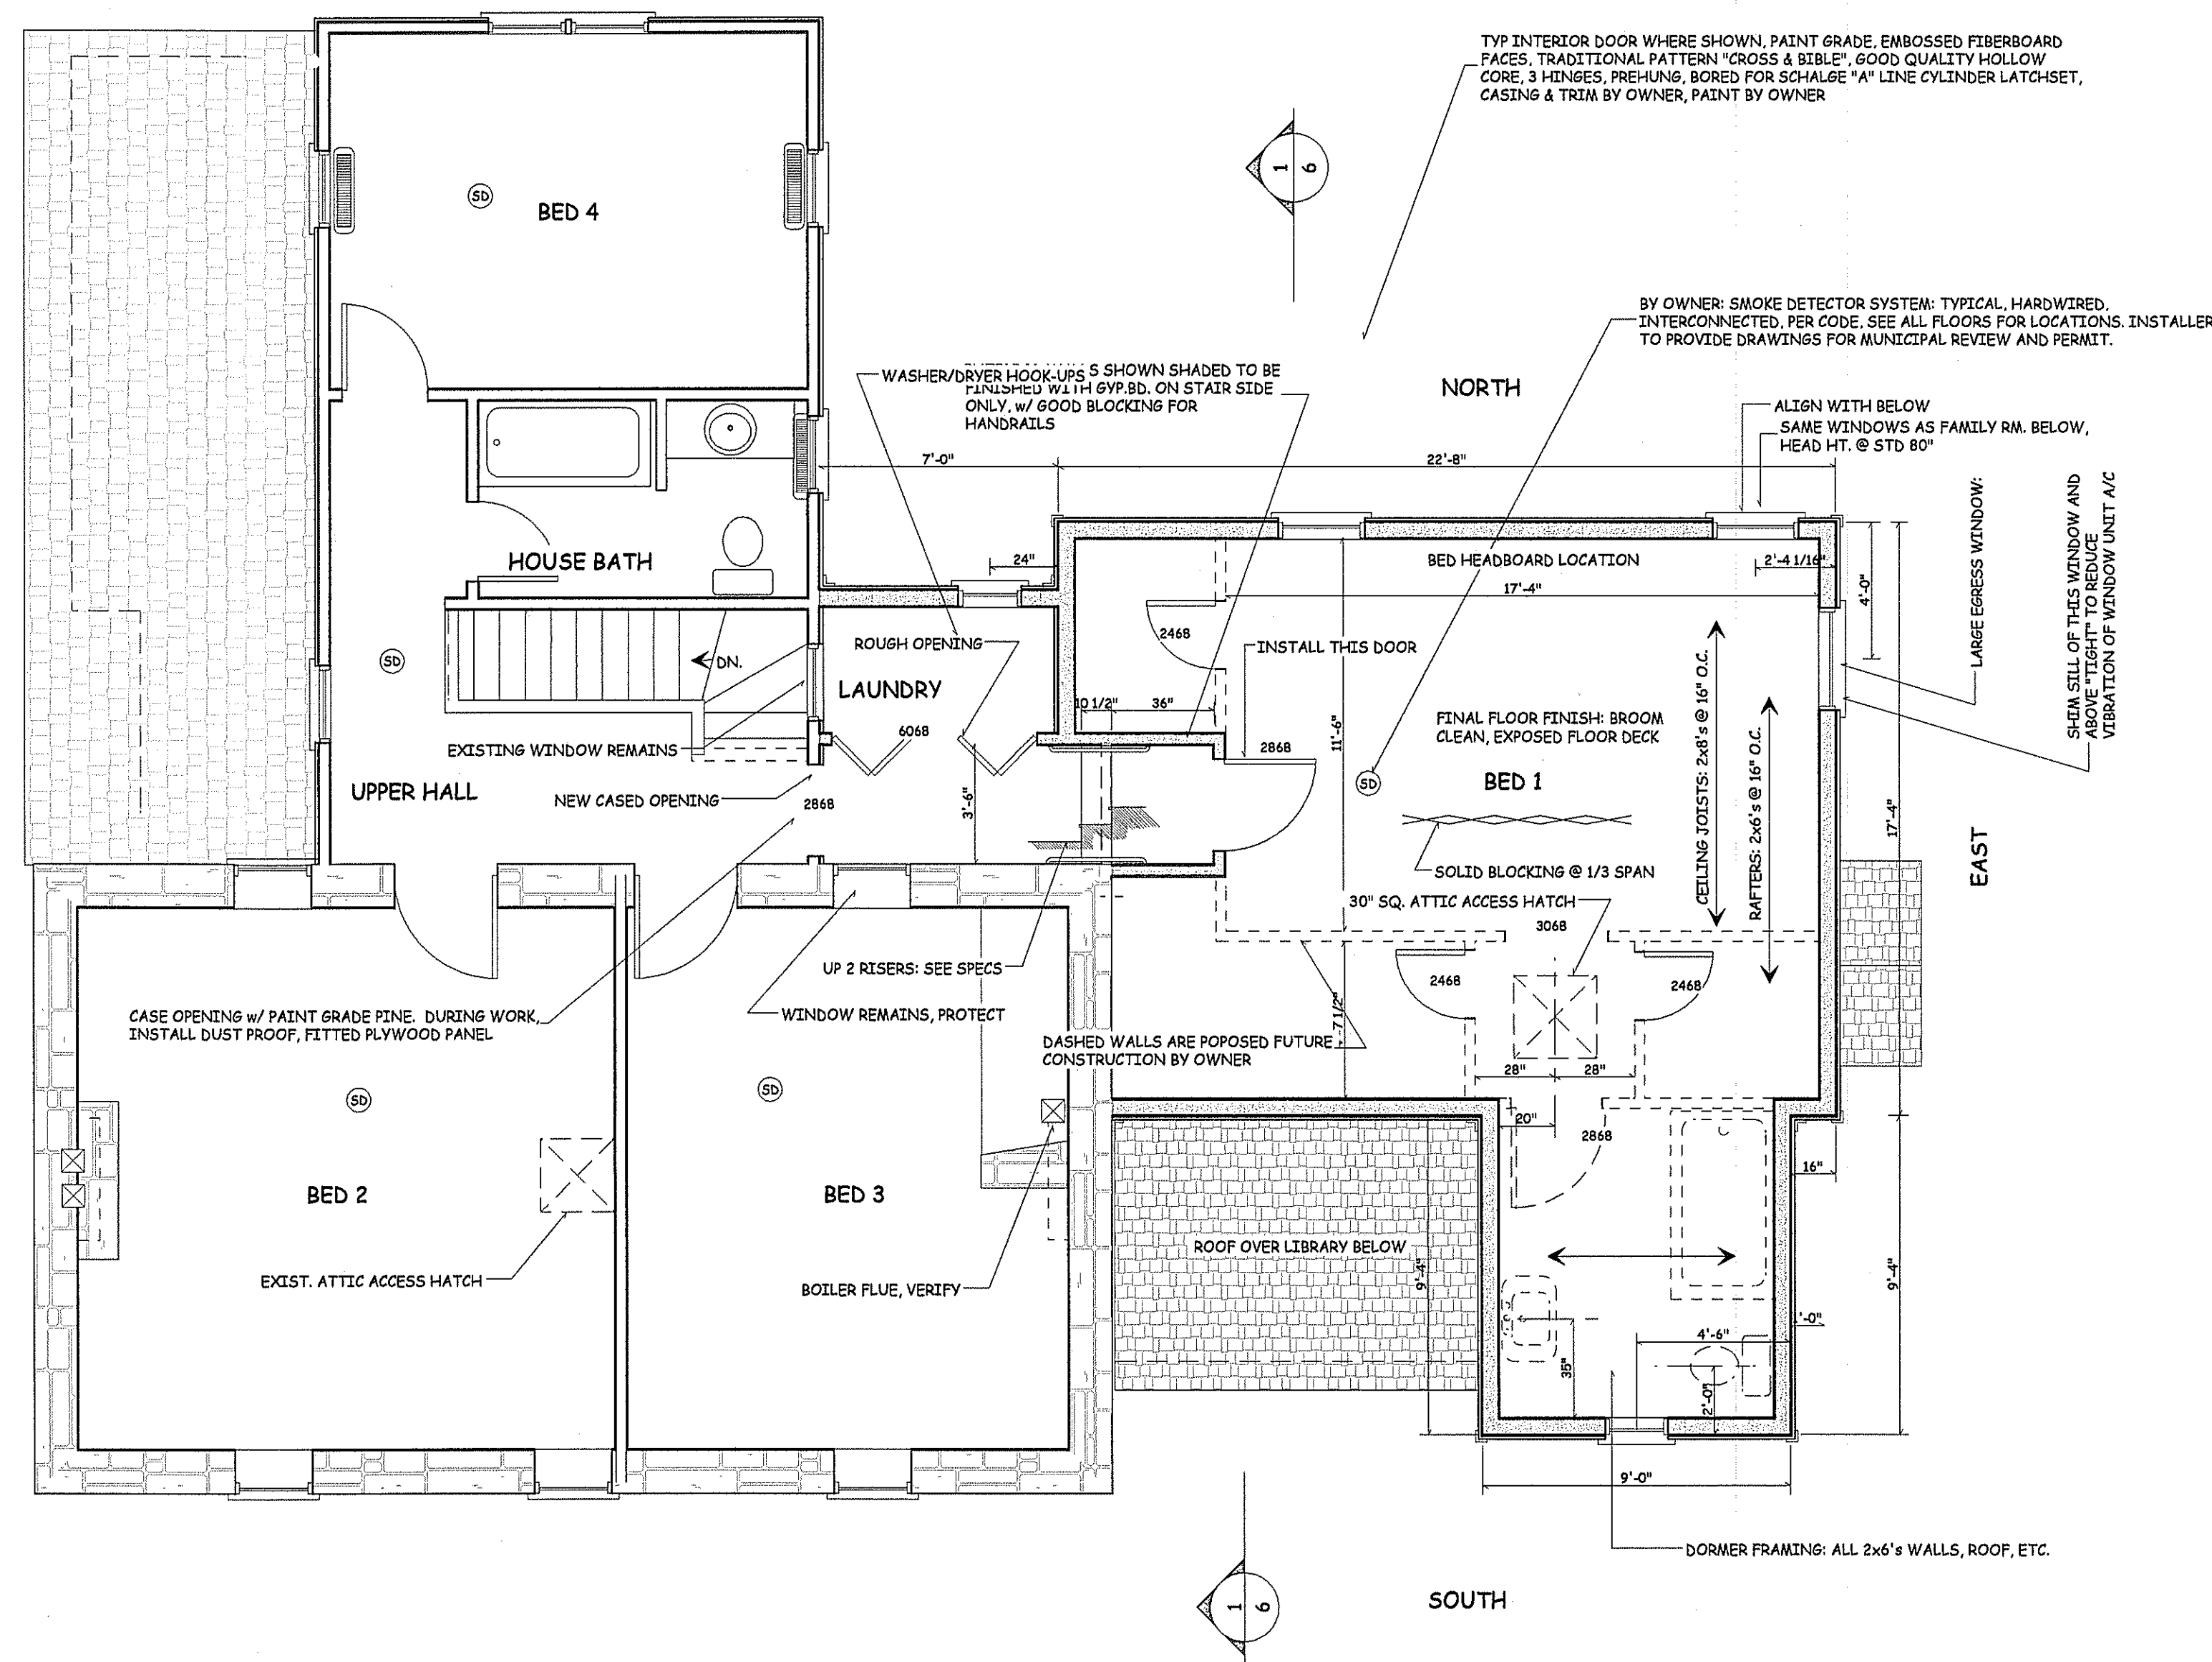 TYP INTERIOR DOOR WHERE SHOWN, PAINT GRADE, EMBOSSED FIBERBOARD
FACES, TRADITIONAL PATTERN "CROSS & BIBLE", GOOD QUALITY HOLLOW
CORE, 3 HINGES, PREHUNG, BORED FOR SCHALGE "A" LINE CYLINDER LATCHSET,
CASING & TRIM BY OWNER, PAINT BY OWNER
1
6
SD
BED 4
BY OWNER: SMOKE DETECTOR SYSTEM: TYPICAL, HARDWIRED,
INTERCONNECTED, PER CODE, SEE ALL FLOORS FOR LOCATIONS. INSTALLER
TO PROVIDE DRAWINGS FOR MUNICIPAL REVIEW AND PERMIT.
WASHER/DRYER HOOK-UPS
S SHOWN SHADED TO BE
FINISHED WITH GYP.BD. ON STAIR SIDE
ONLY, w/ GOOD BLOCKING FOR
HANDRAILS
NORTH
ALIGN WITH BELOW
SAME WINDOWS AS FAMILY RM. BELOW,
HEAD HT. @ STD 80"
7'-0"
22'-8"
LARGE EGRESS WINDOW:
SHIM SILL OF THIS WINDOW AND
ABOVE "TIGHT" TO REDUCE
VIBRATION OF WINDOW UNIT A/C
HOUSE BATH
24"
BED HEADBOARD LOCATION
2'-4 1/16"
17'-4"
4'-0"
2468
ROUGH OPENING
INSTALL THIS DOOR
SD
DN.
LAUNDRY
10 1/2"
36"
6068
2868
11'-6"
FINAL FLOOR FINISH: BROOM
CLEAN, EXPOSED FLOOR DECK
CEILING JOISTS: 2x8's @ 16" O.C.
RAFTERS: 2x6's @ 16" O.C.
EXISTING WINDOW REMAINS
UPPER HALL
NEW CASED OPENING
2868
3'-6"
SD
BED 1
17'-4"
EAST
SOLID BLOCKING @ 1/3 SPAN
30" SQ. ATTIC ACCESS HATCH
3068
UP 2 RISERS: SEE SPECS
2468
2468
CASE OPENING w/ PAINT GRADE PINE. DURING WORK,
INSTALL DUST PROOF, FITTED PLYWOOD PANEL
WINDOW REMAINS, PROTECT
7 1/2"
DASHED WALLS ARE POPOSED FUTURE
CONSTRUCTION BY OWNER
28"
28"
SD
SD
20"
2868
16"
BED 2
BED 3
ROOF OVER LIBRARY BELOW
9'-4"
9'-4"
EXIST. ATTIC ACCESS HATCH
BOILER FLUE, VERIFY
4'-6"
1'-0"
35"
2'-0"
9'-0"
DORMER FRAMING: ALL 2x6's WALLS, ROOF, ETC.
1
6
SOUTH